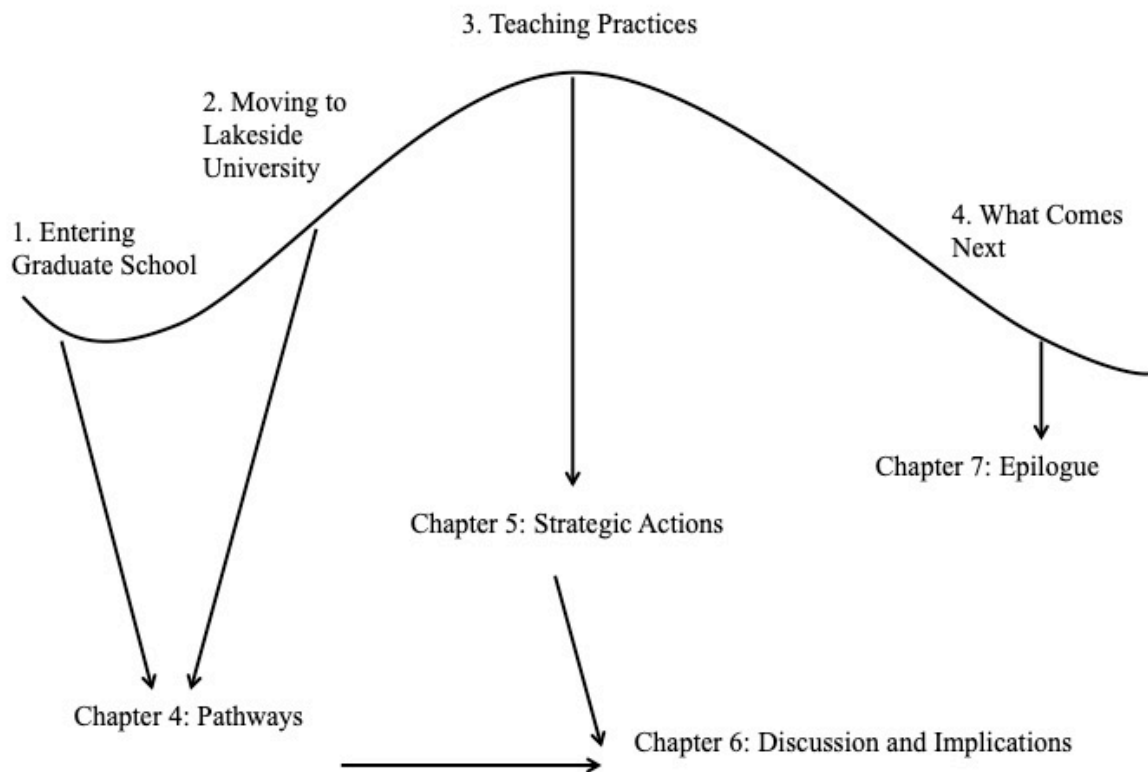 3. Teaching Practices
2. Moving to
Lakeside
University
1. Entering
Graduate School
4. What Comes
Next
Chapter 7: Epilogue
Chapter 5: Strategic Actions
Chapter 4: Pathways
Chapter 6: Discussion and Implications